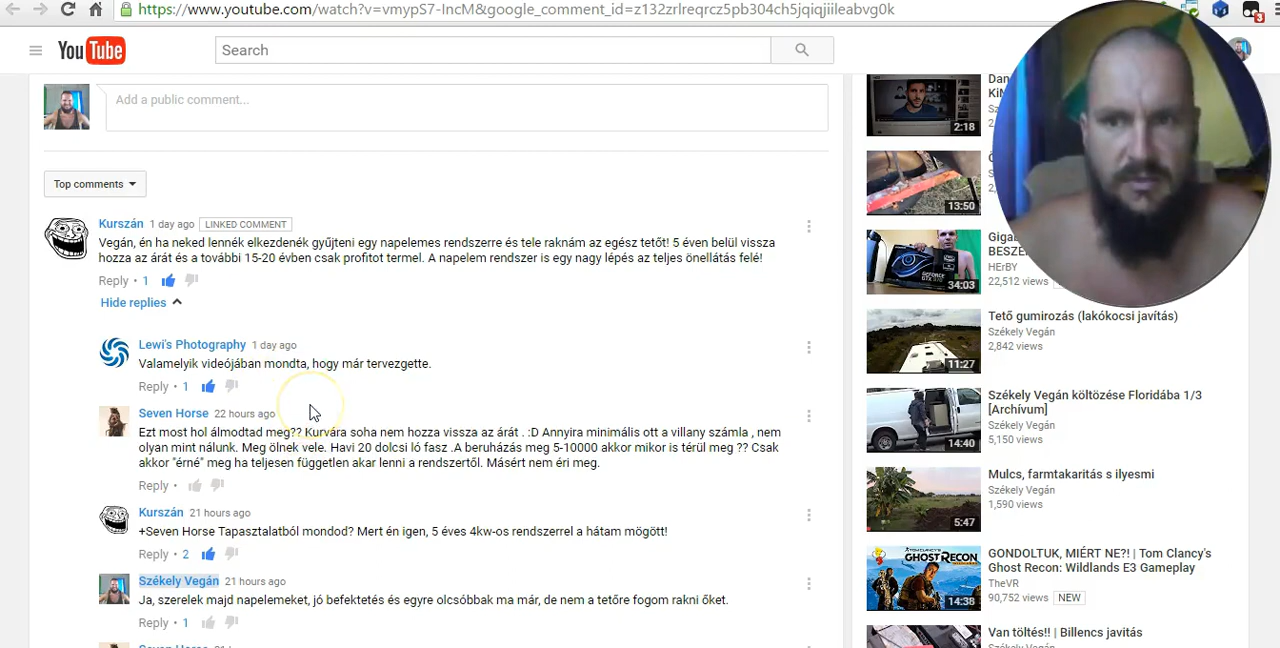 https://www.youtube.com/watch?v=vmypS7-IncM&google_comment_id=z132zrlreqrcz5pb304ch5jqiqjiileabvg0k
3
YouTube
Search
Add a public comment...
Top comments
Kurszán 1 day ago LINKED COMMENT
Vegán, én ha neked lennék elkezdenék gyűjteni egy napelemes rendszerre és tele raknám az egész tetőt! 5 éven belül vissza
hozza az árát és a további 15-20 évben csak profitot termel. A napelem rendszer is egy nagy lépés az teljes önellátás felé!
Reply • 1
Hide replies
Lewi's Photography 1 day ago
Valamelyik videójában mondta, hogy már tervezgette.
Reply • 1
Seven Horse 22 hours ago
Ezt most hol álmodtad meg?? Kurvára soha nem hozza vissza az árát . :D Annyira minimális ott a villany számla , nem
olyan mint nálunk. Meg őlnek vele. Havi 20 dolcsi ló fasz .A beruházás meg 5-10000 akkor mikor is térül meg ?? Csak
akkor "érné" meg ha teljesen független akar lenni a rendszertől. Másért nem éri meg.
Reply •
Kurszán 21 hours ago
+Seven Horse Tapasztalatból mondod? Mert én igen, 5 éves 4kw-os rendszerrel a hátam mögött!
Reply • 2
Székely Vegán 21 hours ago
Ja, szerelek majd napelemeket, jó befektetés és egyre olcsóbbak ma már, de nem a tetőre fogom rakni őket.
Reply • 1
2:18
Dan
13:50
34:03
Gigab
BESZE
HErBY
22,512 views
11:27
Tető gumirozás (lakókocsi javítás)
Székely Vegán
2,842 views
14:40
Székely Vegán költözése Floridába 1/3
[Archívum]
Székely Vegán
5,150 views
5:47
Mulcs, farmtakaritás s ilyesmi
Székely Vegán
1,590 views
GHOST RECON
14:38
GONDOLTUK, MIÉRT NE?! | Tom Clancy's
Ghost Recon: Wildlands E3 Gameplay
TheVR
90,752 views NEW
Van töltés!! | Billencs javitás